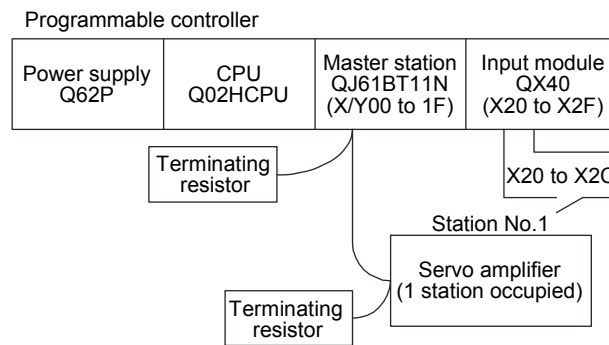 Programmable controller
Power supply
Q62P
CPU
Q02HCPU
Master station
QJ61BT11N
(X/Y00 to 1F)
Input module
QX40
(X20 to X2F)
Terminating
resistor
X20 to X2
Station No.1
Servo amplifier
(1 station occupied)
Terminating
resistor